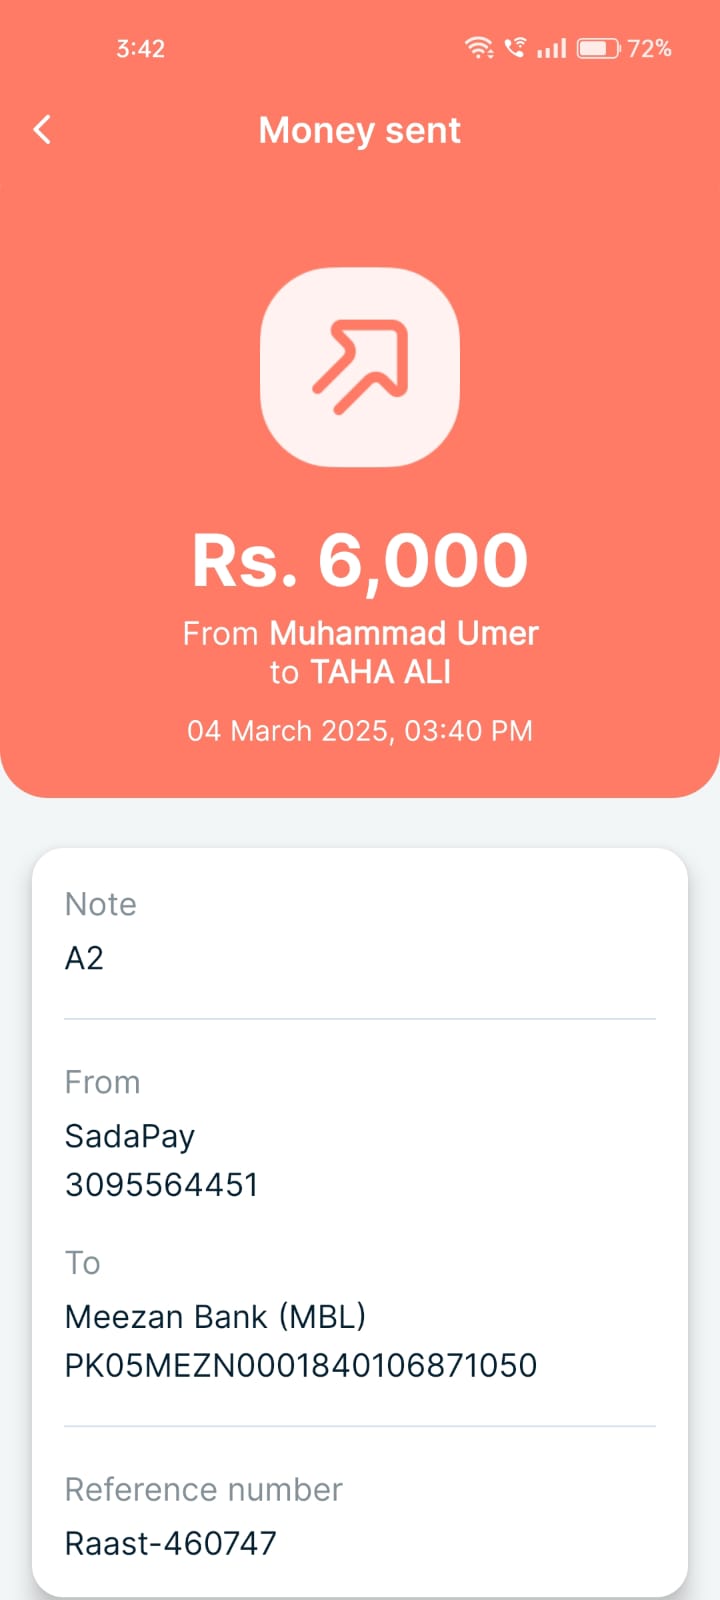 3:42
72%
Money sent
Rs. 6,000
From Muhammad Umer
to TAHA ALI
04 March 2025, 03:40 PM
Note
A2
From
SadaPay
3095564451
To
Meezan Bank (MBL)
PK05MEZN0001840106871050
Reference number
Raast-460747